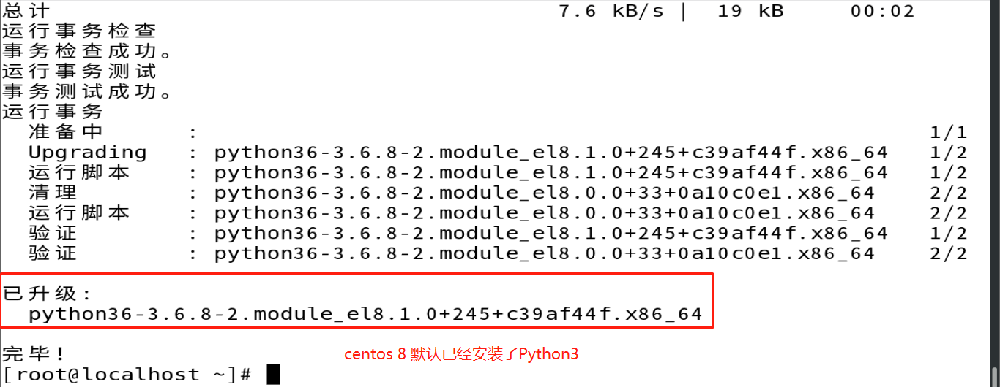 总计 7.6 kB/s | 19 kB 00:02
运行事务检查
事务检查成功。
运行事务测试
事务测试成功。
运行事务
准备中 : 1/1
Upgrading : python36-3.6.8-2.module_el8.1.0+245+c39af44f.x86_64 1/2
运行脚本 : python36-3.6.8-2.module_el8.1.0+245+c39af44f.x86_64 1/2
清理 : python36-3.6.8-2.module_el8.0.0+33+0a10c0e1.x86_64 2/2
运行脚本 : python36-3.6.8-2.module_el8.0.0+33+0a10c0e1.x86_64 2/2
验证 : python36-3.6.8-2.module_el8.1.0+245+c39af44f.x86_64 1/2
验证 : python36-3.6.8-2.module_el8.0.0+33+0a10c0e1.x86_64 2/2
已升级:
python36-3.6.8-2.module_el8.1.0+245+c39af44f.x86_64
完毕!
centos 8 默认已经安装了Python3
[root@localhost ~]#